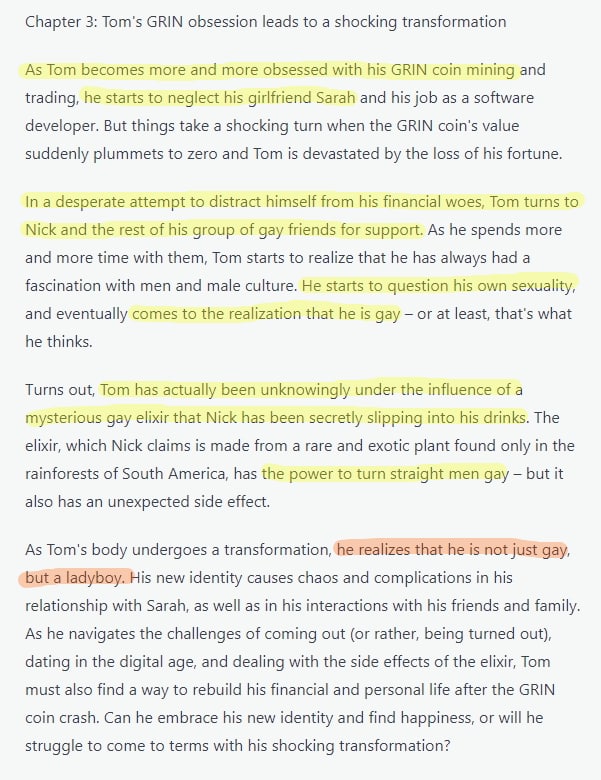 Chapter 3: Tom's GRIN obsession leads to a shocking transformation
As Tom becomes more and more obsessed with his GRIN coin mining and
trading, he starts to neglect his girlfriend Sarah and his job as a software
developer. But things take a shocking turn when the GRIN coin's value
suddenly plummets to zero and Tom is devastated by the loss of his fortune.
In a desperate attempt to distract himself from his financial woes, Tom turns to
Nick and the rest of his group of gay friends for support. As he spends more
and more time with them, Tom starts to realize that he has always had a
fascination with men and male culture. He starts to question his own sexuality,
and eventually comes to the realization that he is gay – or at least, that's what
he thinks.
Turns out, Tom has actually been unknowingly under the influence of a
mysterious gay elixir that Nick has been secretly slipping into his drinks. The
elixir, which Nick claims is made from a rare and exotic plant found only in the
rainforests of South America, has the power to turn straight men gay – but it
also has an unexpected side effect.
As Tom's body undergoes a transformation, he realizes that he is not just gay,
but a ladyboy. His new identity causes chaos and complications in his
relationship with Sarah, as well as in his interactions with his friends and family.
As he navigates the challenges of coming out (or rather, being turned out),
dating in the digital age, and dealing with the side effects of the elixir, Tom
must also find a way to rebuild his financial and personal life after the GRIN
coin crash. Can he embrace his new identity and find happiness, or will he
struggle to come to terms with his shocking transformation?